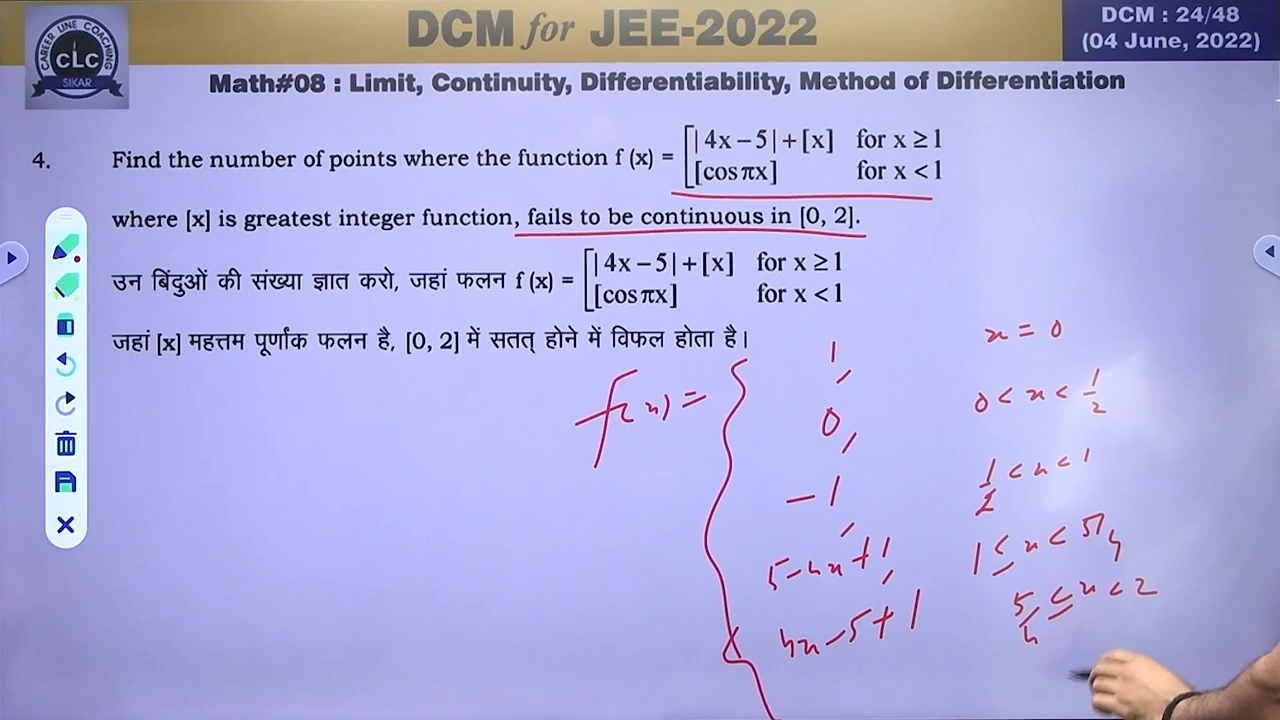 CAREER LINE COACHING
CLC
SIKAR
DCM for JEE-2022
DCM : 24/48
(04 June, 2022)
Math#08 : Limit, Continuity, Differentiability, Method of Differentiation
4. Find the number of points where the function f (x) = [ |4x – 5| + [x] for x ≥ 1
[cos πx] for x < 1
where [x] is greatest integer function, fails to be continuous in [0, 2].
उन बिंदुओं की संख्या ज्ञात करो, जहां फलन f (x) = [ |4x – 5| + [x] for x ≥ 1
[cos πx] for x < 1
जहां [x] महत्तम पूर्णांक फलन है, [0, 2] में सतत् होने में विफल होता है।
f(x) = { 1, x = 0
0, 0 < x < 1/2
–1, 1/2 < x < 1
5–4x+1, 1 ≤ x < 5/4
4x–5+1 5/4 ≤ x < 2